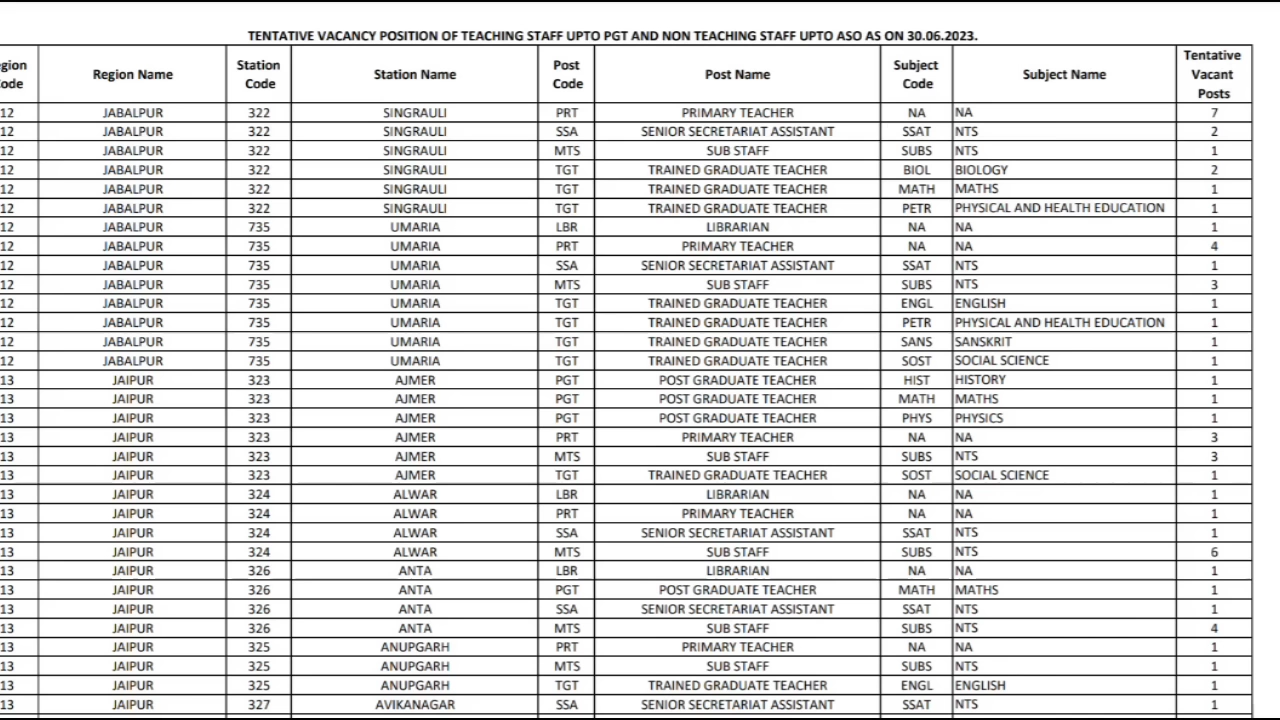 TENTATIVE VACANCY POSITION OF TEACHING STAFF UPTO PGT AND NON TEACHING STAFF UPTO ASO AS ON 30.06.2023.
gion Code Region Name Station Code Station Name Post Code Post Name Subject Code Subject Name Tentative Vacant Posts
12 JABALPUR 322 SINGRAULI PRT PRIMARY TEACHER NA NA 7
12 JABALPUR 322 SINGRAULI SSA SENIOR SECRETARIAT ASSISTANT SSAT NTS 2
12 JABALPUR 322 SINGRAULI MTS SUB STAFF SUBS NTS 1
12 JABALPUR 322 SINGRAULI TGT TRAINED GRADUATE TEACHER BIOL BIOLOGY 2
12 JABALPUR 322 SINGRAULI TGT TRAINED GRADUATE TEACHER MATH MATHS 1
12 JABALPUR 322 SINGRAULI TGT TRAINED GRADUATE TEACHER PETR PHYSICAL AND HEALTH EDUCATION 1
12 JABALPUR 735 UMARIA LBR LIBRARIAN NA NA 1
12 JABALPUR 735 UMARIA PRT PRIMARY TEACHER NA NA 4
12 JABALPUR 735 UMARIA SSA SENIOR SECRETARIAT ASSISTANT SSAT NTS 1
12 JABALPUR 735 UMARIA MTS SUB STAFF SUBS NTS 3
12 JABALPUR 735 UMARIA TGT TRAINED GRADUATE TEACHER ENGL ENGLISH 1
12 JABALPUR 735 UMARIA TGT TRAINED GRADUATE TEACHER PETR PHYSICAL AND HEALTH EDUCATION 1
12 JABALPUR 735 UMARIA TGT TRAINED GRADUATE TEACHER SANS SANSKRIT 1
12 JABALPUR 735 UMARIA TGT TRAINED GRADUATE TEACHER SOST SOCIAL SCIENCE 1
13 JAIPUR 323 AJMER PGT POST GRADUATE TEACHER HIST HISTORY 1
13 JAIPUR 323 AJMER PGT POST GRADUATE TEACHER MATH MATHS 1
13 JAIPUR 323 AJMER PGT POST GRADUATE TEACHER PHYS PHYSICS 1
13 JAIPUR 323 AJMER PRT PRIMARY TEACHER NA NA 3
13 JAIPUR 323 AJMER MTS SUB STAFF SUBS NTS 3
13 JAIPUR 323 AJMER TGT TRAINED GRADUATE TEACHER SOST SOCIAL SCIENCE 1
13 JAIPUR 324 ALWAR LBR LIBRARIAN NA NA 1
13 JAIPUR 324 ALWAR PRT PRIMARY TEACHER NA NA 1
13 JAIPUR 324 ALWAR SSA SENIOR SECRETARIAT ASSISTANT SSAT NTS 1
13 JAIPUR 324 ALWAR MTS SUB STAFF SUBS NTS 6
13 JAIPUR 326 ANTA LBR LIBRARIAN NA NA 1
13 JAIPUR 326 ANTA PGT POST GRADUATE TEACHER MATH MATHS 1
13 JAIPUR 326 ANTA SSA SENIOR SECRETARIAT ASSISTANT SSAT NTS 1
13 JAIPUR 326 ANTA MTS SUB STAFF SUBS NTS 4
13 JAIPUR 325 ANUPGARH PRT PRIMARY TEACHER NA NA 1
13 JAIPUR 325 ANUPGARH MTS SUB STAFF SUBS NTS 1
13 JAIPUR 325 ANUPGARH TGT TRAINED GRADUATE TEACHER ENGL ENGLISH 1
13 JAIPUR 327 AVIKANAGAR SSA SENIOR SECRETARIAT ASSISTANT SSAT NTS 1